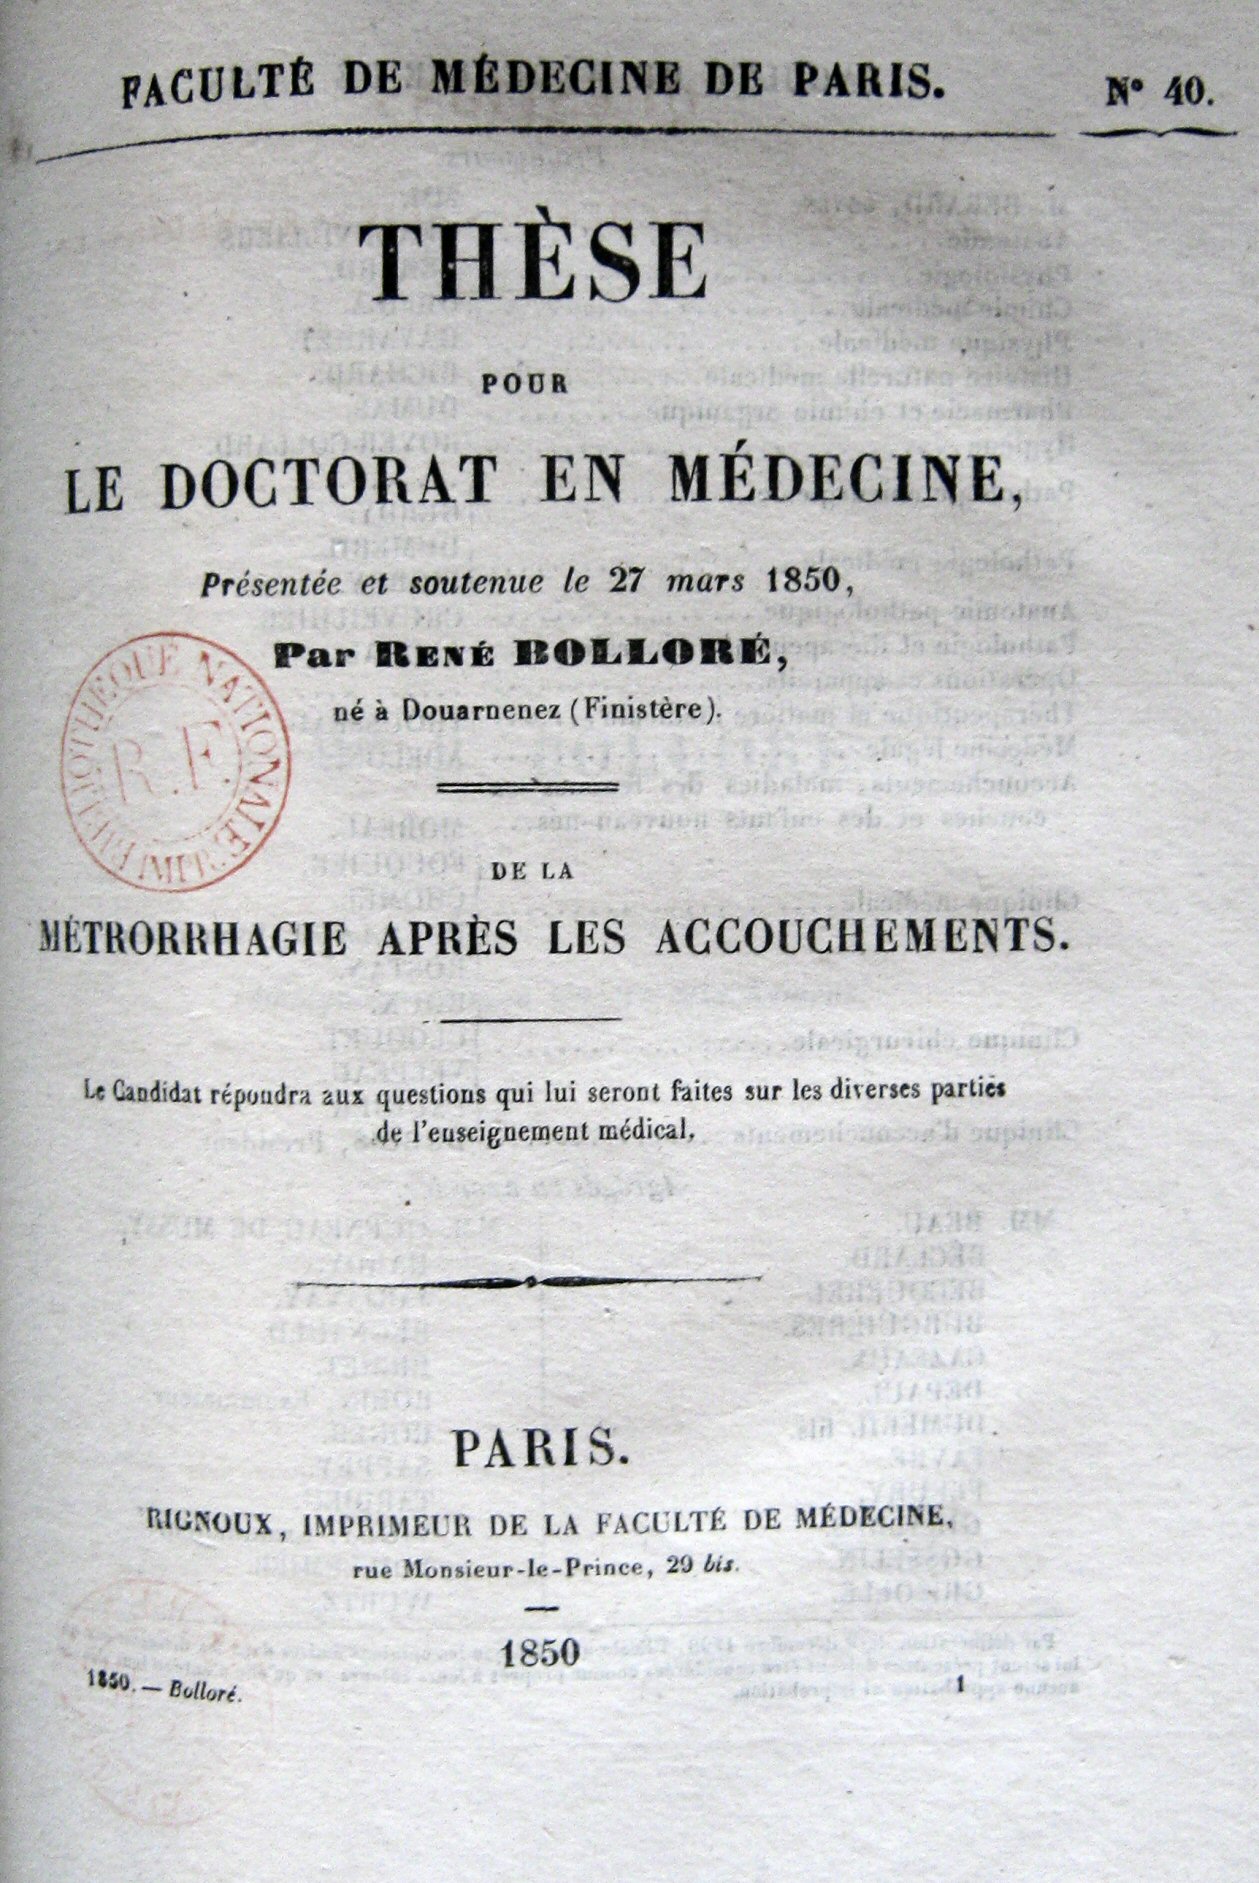 FACULTÉ DE MÉDECINE DE PARIS. N° 40.
THÈSE
POUR
LE DOCTORAT EN MÉDECINE,
Présentée et soutenue le 27 mars 1850,
Par RENÉ BOLLORÉ,
né à Douarnenez (Finistère).
BIBLIOTHEQUE NATIONALE
R.F.
IMPR.
DE LA
MÉTRORRHAGIE APRÈS LES ACCOUCHEMENTS.
Le Candidat répondra aux questions qui lui seront faites sur les diverses parties
de l'enseignement médical.
PARIS.
RIGNOUX, IMPRIMEUR DE LA FACULTÉ DE MÉDECINE,
rue Monsieur-le-Prince, 29 bis.
1850
1850. — Bolloré. 1